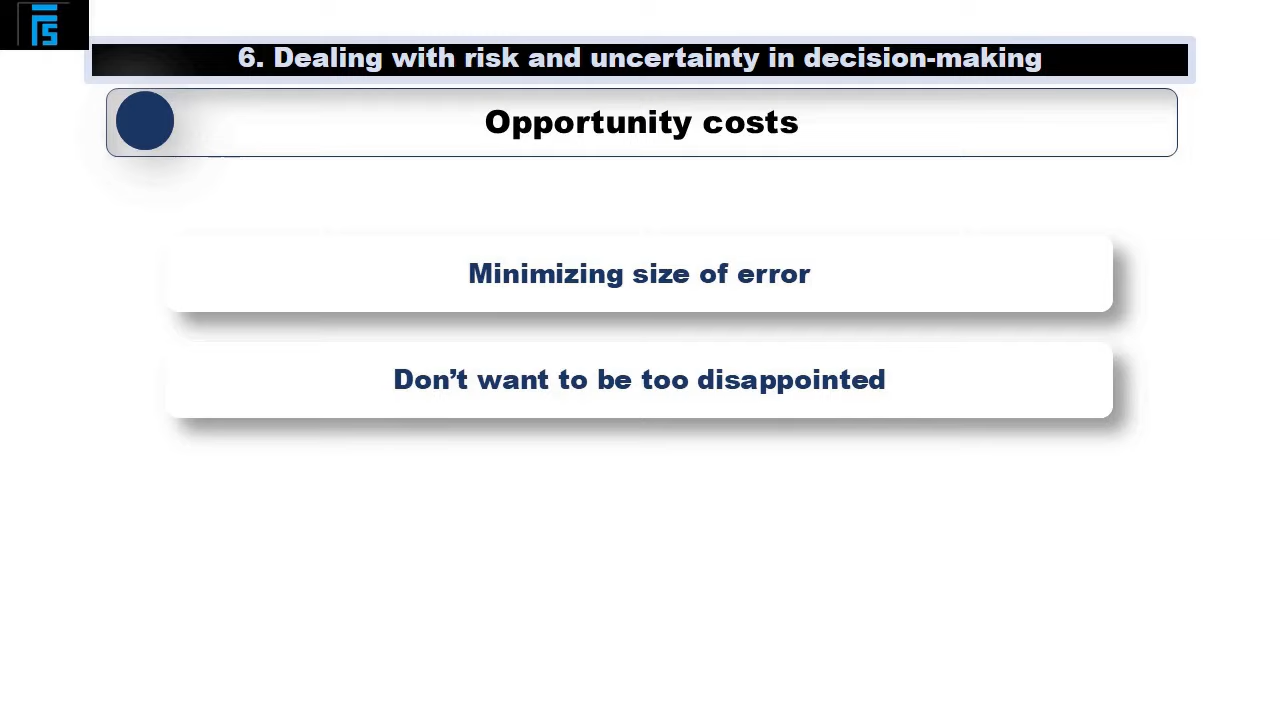 6. Dealing with risk and uncertainty in decision-making
Opportunity costs
Minimizing size of error
Don’t want to be too disappointed